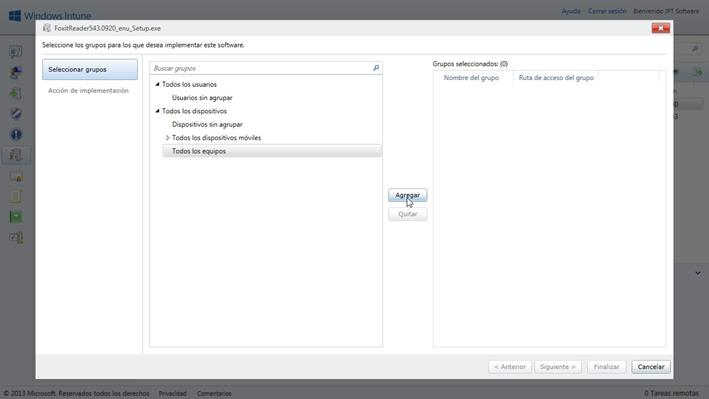 Windows Intune
Ayuda
Cerrar sesión
Bienvenido JPT Software
FoxitReader543.0920_enu_Setup.exe
Seleccione los grupos para los que desea implementar este software.
Seleccionar grupos
Acción de implementación
Buscar grupos
Todos los usuarios
Usuarios sin agrupar
Todos los dispositivos
Dispositivos sin agrupar
Todos los dispositivos móviles
Todos los equipos
Agregar
Quitar
Grupos seleccionados: (0)
Nombre del grupo
Ruta de acceso del grupo
< Anterior
Siguiente >
Finalizar
Cancelar
© 2013 Microsoft. Reservados todos los derechos
Privacidad
Comentarios
0 Tareas remotas